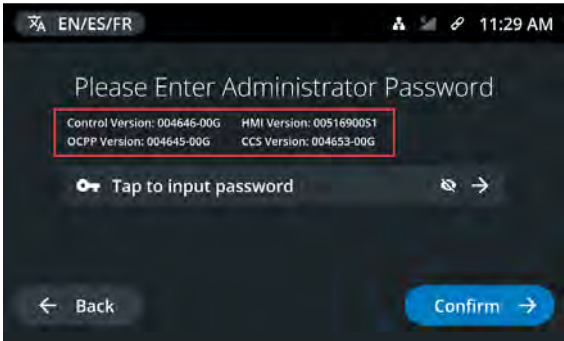 EN/ES/FR 11:29 AM
Please Enter Administrator Password
Control Version: 004646-00G HMI Version: 0051690051
OCPP Version: 004645-00G CCS Version: 004653-00G
Tap to input password
Back Confirm